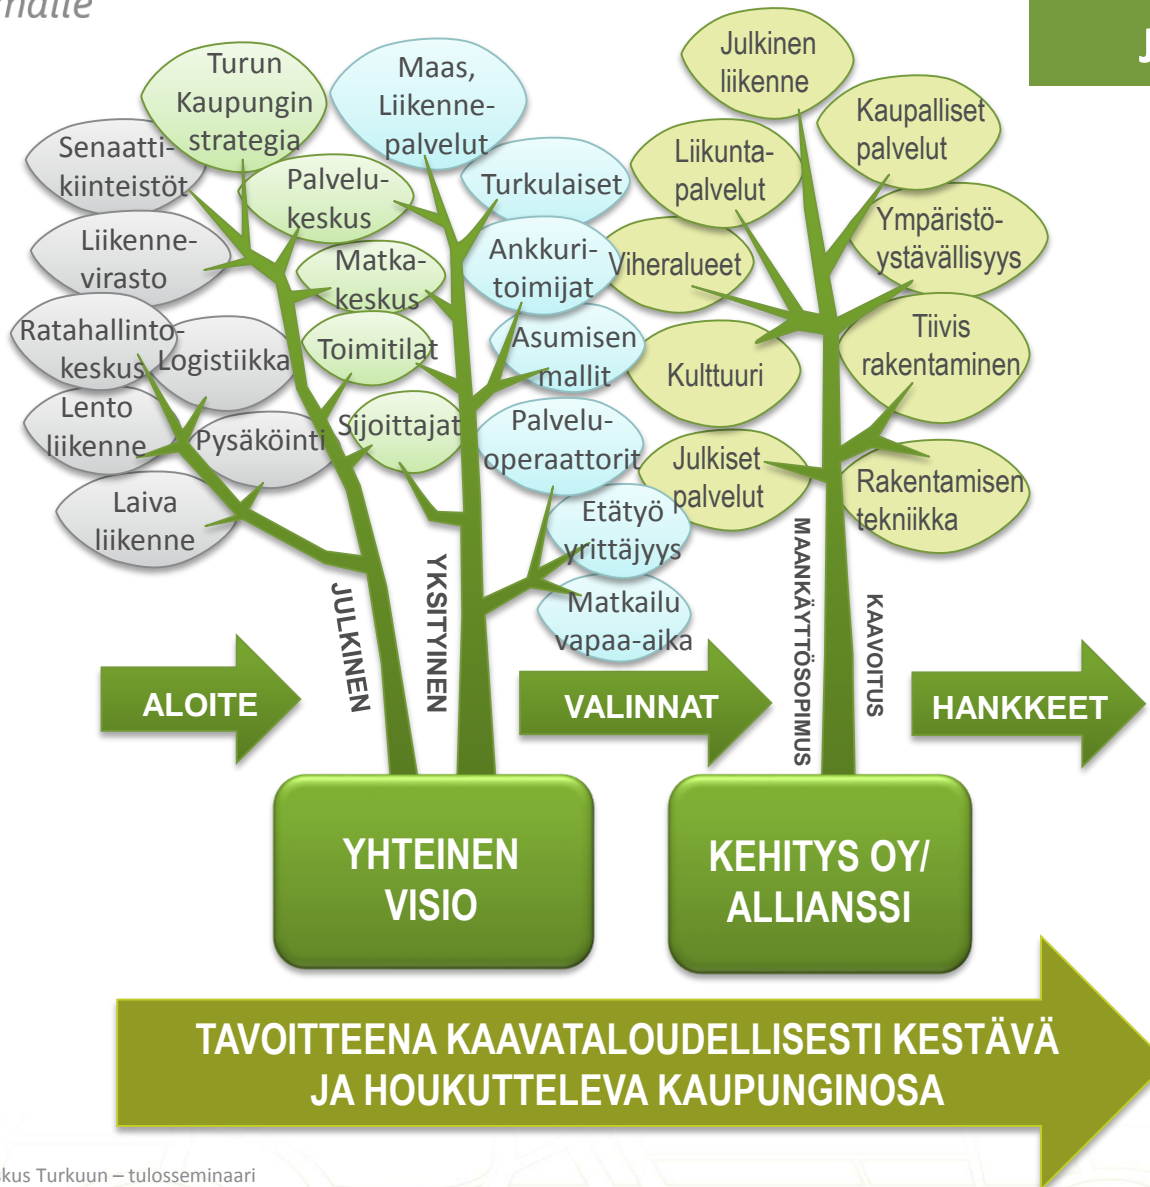 Turun
Kaupungin
strategia
Maas,
Liikenne-
palvelut
Julkinen
liikenne
Kaupalliset
palvelut
Senaatti-
kiinteistöt
Palvelu-
keskus
Turkulaiset
Liikunta-
palvelut
Ympäristö-
ystävällisyys
Liikenne-
virasto
Matka-
keskus
Ankkuri-
toimijat
Viheralueet
Ratahallinto-
keskus
Logistiikka
Toimitilat
Asumisen
mallit
Kulttuuri
Tiivis
rakentaminen
Lento
liikenne
Pysäköinti
Sijoittajat
Palvelu-
operaattorit
Julkiset
palvelut
Rakentamisen
tekniikka
Laiva
liikenne
Etätyö
yrittäjyys
Matkailu
vapaa-aika
JULKINEN
YKSITYINEN
MAANKÄYTTÖSOPIMUS
KAAVOITUS
ALOITE
VALINNAT
HANKKEET
YHTEINEN
VISIO
KEHITYS OY/
ALLIANSSI
TAVOITTEENA KAAVATALOUDELLISESTI KESTÄVÄ
JA HOUKUTTELEVA KAUPUNGINOSA
skus Turkuun – tulosseminaari